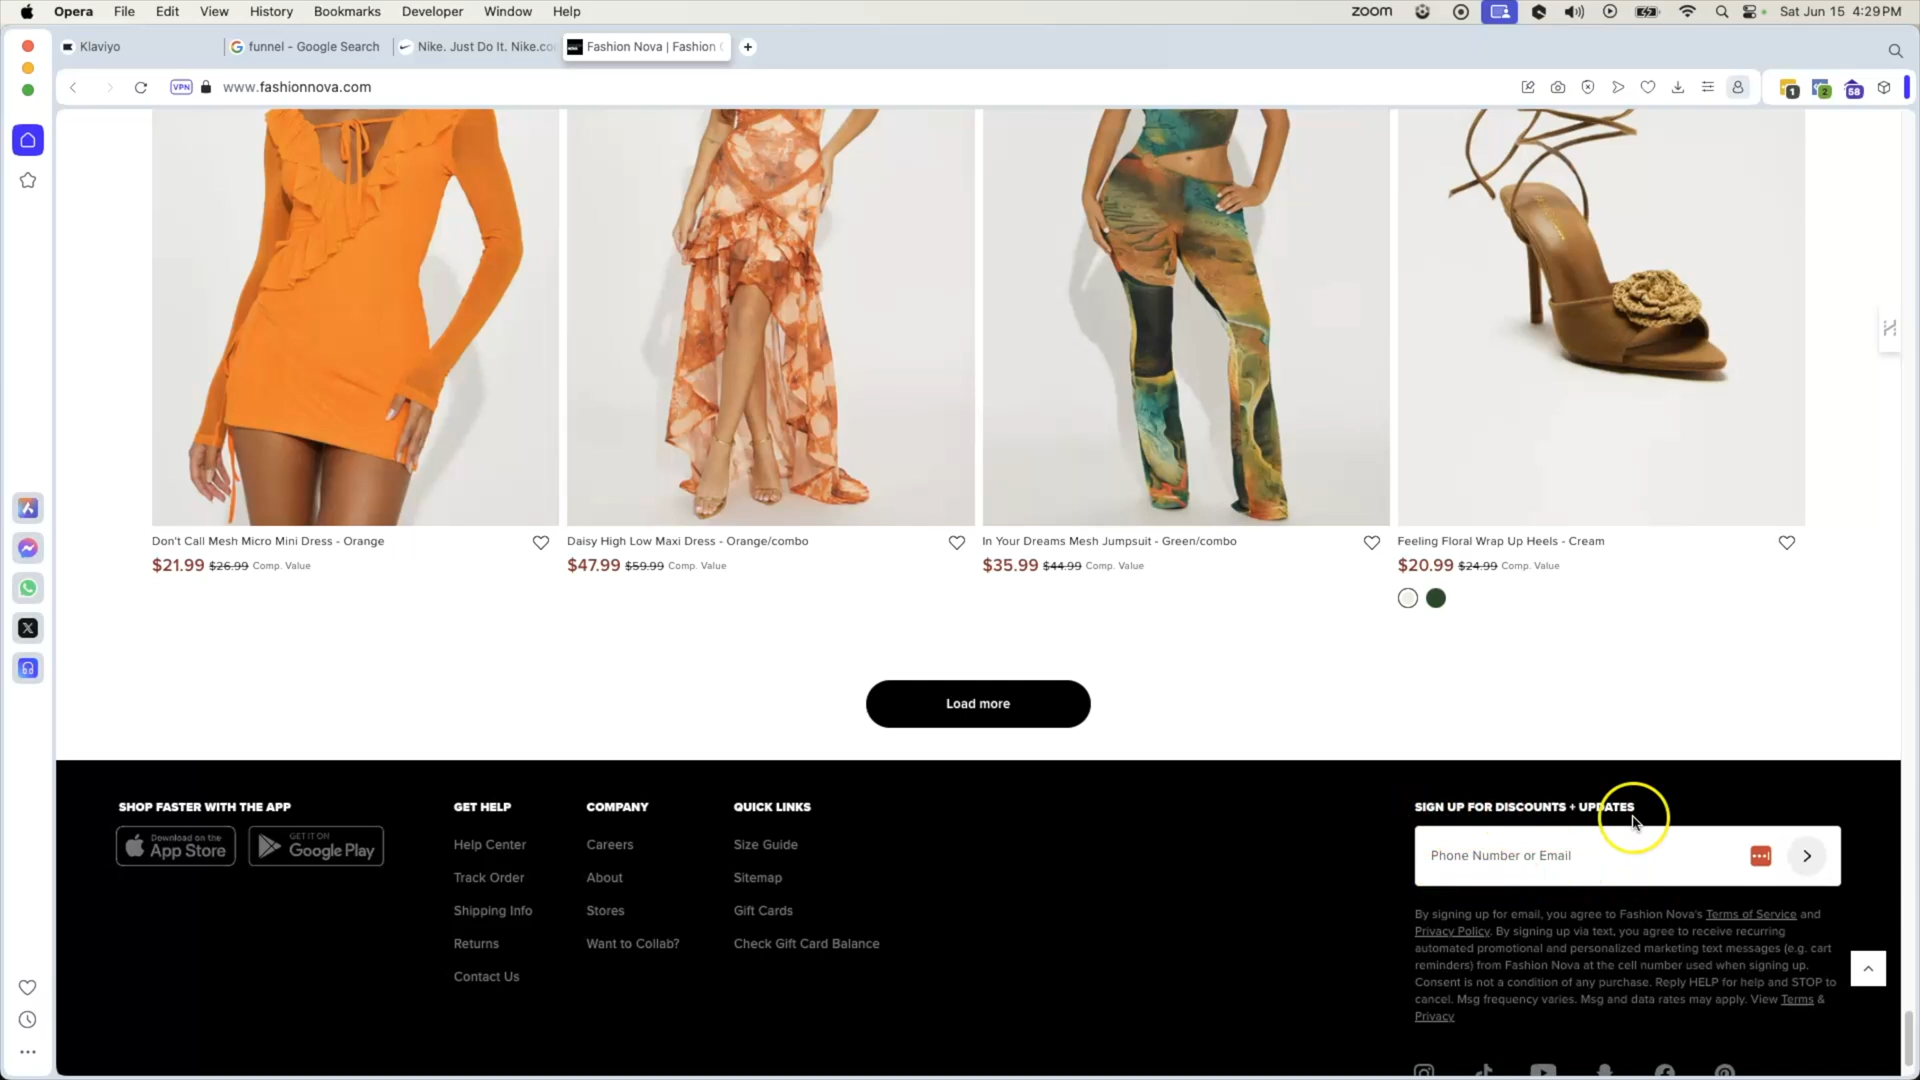 Opera File Edit View History Bookmarks Developer Window Help zoom Sat Jun 15 4:29 PM
Klaviyo funnel - Google Search Nike. Just Do It. Nike.co Fashion Nova | Fashion
VPN www.fashionnova.com 1 2 58
Don't Call Mesh Micro Mini Dress - Orange
$21.99 $26.99 Comp. Value
Daisy High Low Maxi Dress - Orange/combo
$47.99 $59.99 Comp. Value
In Your Dreams Mesh Jumpsuit - Green/combo
$35.99 $44.99 Comp. Value
Feeling Floral Wrap Up Heels - Cream
$20.99 $24.99 Comp. Value
Load more
SHOP FASTER WITH THE APP
Download on the
App Store
GET IT ON
Google Play
GET HELP
Help Center
Track Order
Shipping Info
Returns
Contact Us
COMPANY
Careers
About
Stores
Want to Collab?
QUICK LINKS
Size Guide
Sitemap
Gift Cards
Check Gift Card Balance
SIGN UP FOR DISCOUNTS + UPDATES
Phone Number or Email
By signing up for email, you agree to Fashion Nova's Terms of Service and
Privacy Policy. By signing up via text, you agree to receive recurring
automated promotional and personalized marketing text messages (e.g. cart
reminders) from Fashion Nova at the cell number used when signing up.
Consent is not a condition of any purchase. Reply HELP for help and STOP to
cancel. Msg frequency varies. Msg and data rates may apply. View Terms &
Privacy